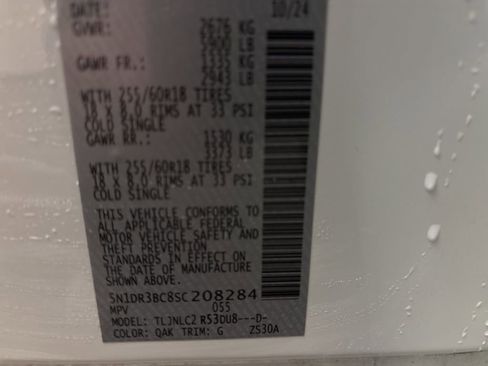 DATE: 10/24
GVWR: 2676 KG
5900 LB
GAWR FR.: 1335 KG
2943 LB
WITH 255/60R18 TIRES
18 X 8.0 RIMS AT 33 PSI
COLD SINGLE
GAWR RR.: 1530 KG
3373 LB
WITH 255/60R18 TIRES
18 X 8.0 RIMS AT 33 PSI
COLD SINGLE
THIS VEHICLE CONFORMS TO
ALL APPLICABLE FEDERAL
MOTOR VEHICLE SAFETY AND
THEFT PREVENTION
STANDARDS IN EFFECT ON
THE DATE OF MANUFACTURE
SHOWN ABOVE.
5N1DR3BC8SC208284
MPV 055
MODEL: TLJNLC2 R53DU8---D-
COLOR: QAK TRIM: G ZS30A